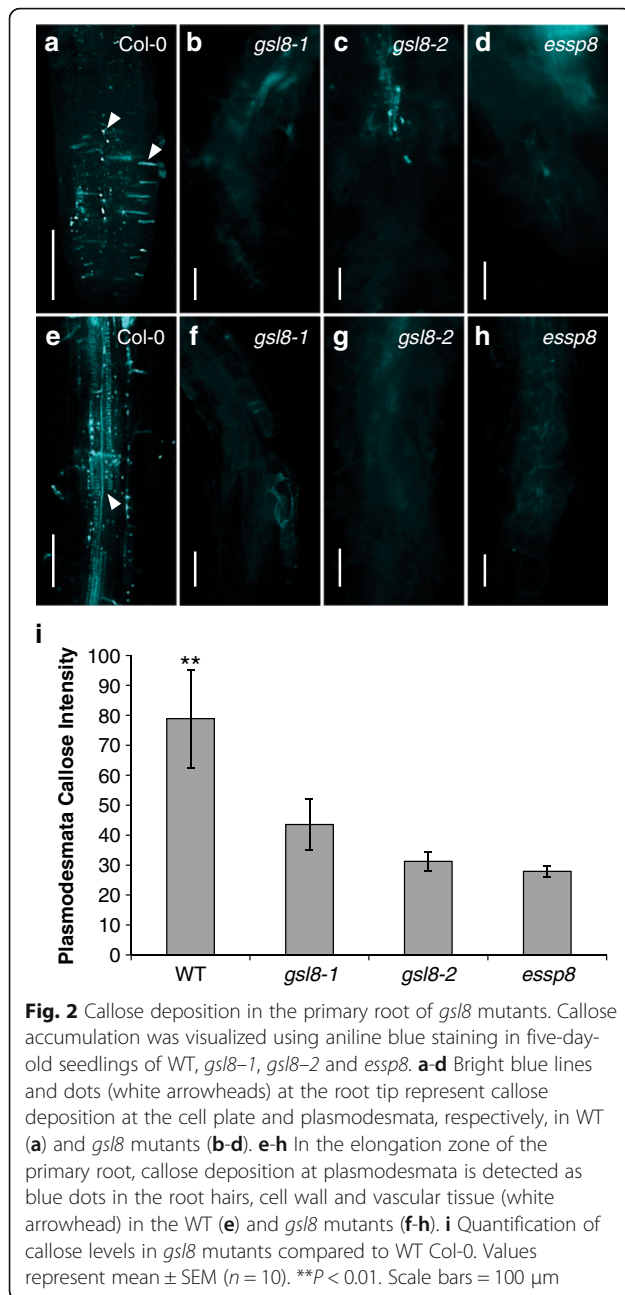 a Col-0 b gsl8-1 c gsl8-2 d essp8
e Col-0 f gsl8-1 g gsl8-2 h essp8
i
Plasmodesmata Callose Intensity
100
90
80
70
60
50
40
30
20
10
0
**
WT gsl8-1 gsl8-2 essp8
Fig. 2 Callose deposition in the primary root of gsl8 mutants. Callose
accumulation was visualized using aniline blue staining in five-day-
old seedlings of WT, gsl8–1, gsl8–2 and essp8. a-d Bright blue lines
and dots (white arrowheads) at the root tip represent callose
deposition at the cell plate and plasmodesmata, respectively, in WT
(a) and gsl8 mutants (b-d). e-h In the elongation zone of the
primary root, callose deposition at plasmodesmata is detected as
blue dots in the root hairs, cell wall and vascular tissue (white
arrowhead) in the WT (e) and gsl8 mutants (f-h). i Quantification of
callose levels in gsl8 mutants compared to WT Col-0. Values
represent mean ± SEM (n = 10). **P < 0.01. Scale bars = 100 μm